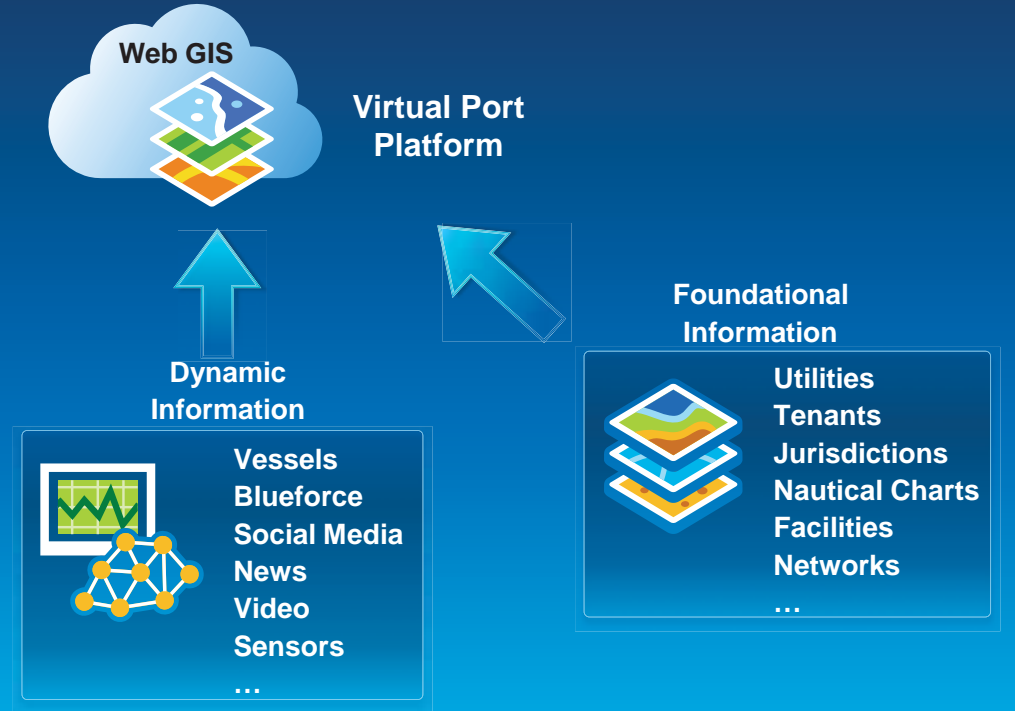 Web GIS
Virtual Port
Platform
Foundational
Information
Utilities
Tenants
Jurisdictions
Nautical Charts
Facilities
Networks
…
Dynamic
Information
Vessels
Blueforce
Social Media
News
Video
Sensors
…